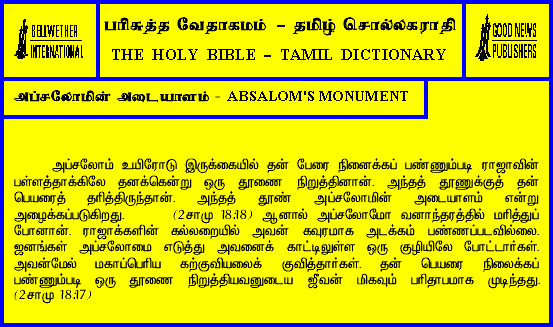 BELLWETHER
INTERNATIONAL
பரிசுத்த வேதாகமம் – தமிழ் சொல்லகராதி
THE HOLY BIBLE – TAMIL DICTIONARY
GOOD NEWS
PUBLISHERS
அப்சலோமின் அடையாளம் - ABSALOM'S MONUMENT
அப்சலோம் உயிரோடு இருக்கையில் தன் பேரை நினைக்கப் பண்ணும்படி ராஜாவின்
பள்ளத்தாக்கிலே தனக்கென்று ஒரு தூணை நிறுத்தினான். அந்தத் தூணுக்குத் தன்
பெயரைத் தரித்திருந்தான். அந்தத் தூண் அப்சலோமின் அடையாளம் என்று
அழைக்கப்படுகிறது. (2சாமு 18:18) ஆனால் அப்சலோமோ வனாந்தரத்தில் மரித்துப்
போனான். ராஜாக்களின் கல்லறையில் அவன் கவுரமாக அடக்கம் பண்ணப்படவில்லை.
ஜனங்கள் அப்சலோமை எடுத்து அவனைக் காட்டிலுள்ள ஒரு குழியிலே போட்டார்கள்.
அவன்மேல் மகாப்பெரிய கற்குவியலைக் குவித்தார்கள். தன் பெயரை நிலைக்கப்
பண்ணும்படி ஒரு தூணை நிறுத்தியவனுடைய ஜீவன் மிகவும் பரிதாபமாக முடிந்தது.
(2சாமு 18:17)